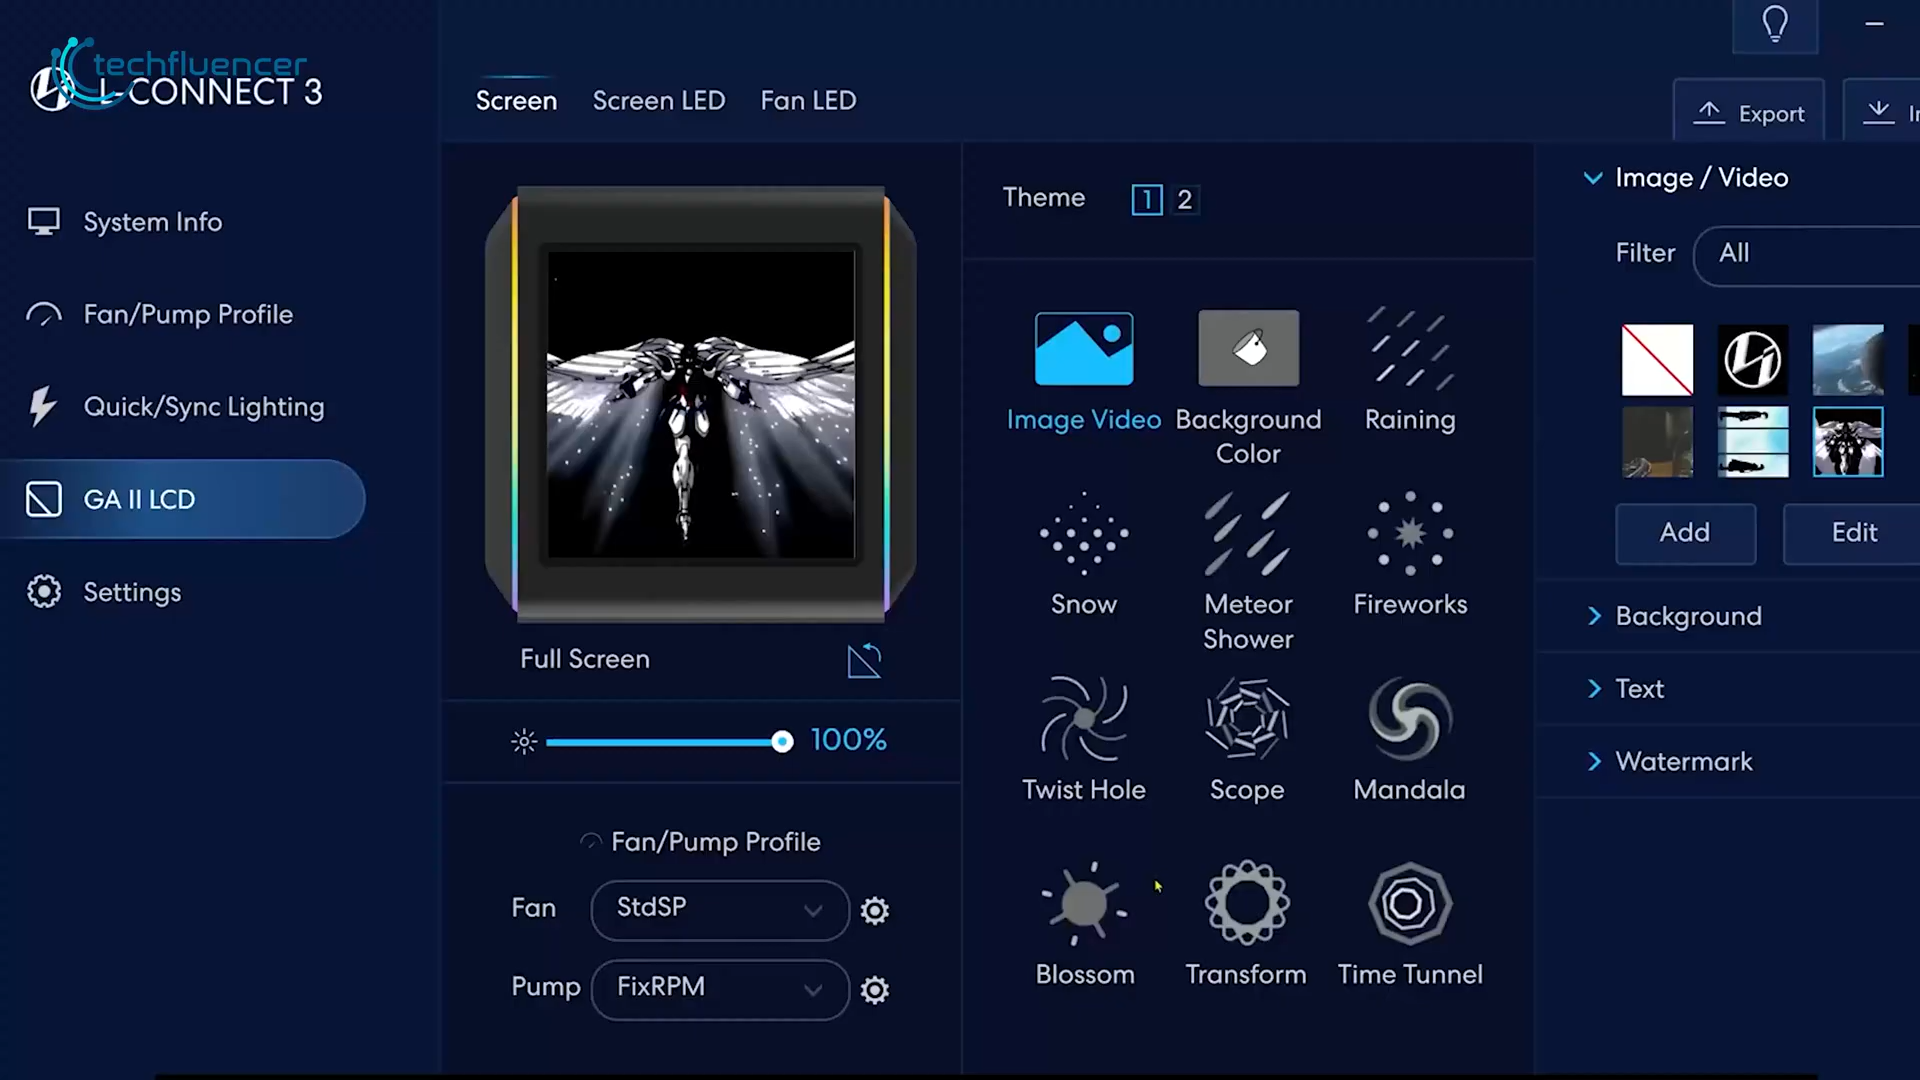 techfluencer
L-CONNECT 3
Screen
Screen LED
Fan LED
Export
System Info
Fan/Pump Profile
Quick/Sync Lighting
GA II LCD
Settings
Full Screen
100%
Fan/Pump Profile
Fan
StdSP
Pump
FixRPM
Theme
1
2
Image Video
Background
Color
Raining
Snow
Meteor
Shower
Fireworks
Twist Hole
Scope
Mandala
Blossom
Transform
Time Tunnel
Image / Video
Filter
All
Add
Edit
Background
Text
Watermark